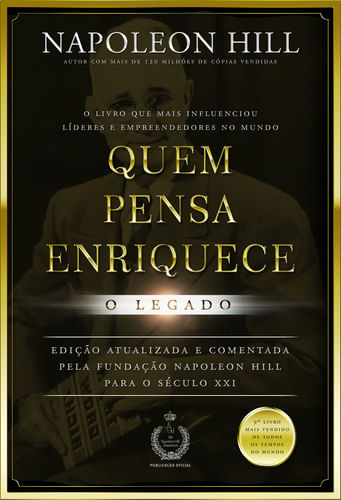 NAPOLEON HILL
AUTOR COM MAIS DE 120 MILHÕES DE CÓPIAS VENDIDAS
O LIVRO QUE MAIS INFLUENCIOU
LÍDERES E EMPREENDEDORES NO MUNDO
QUEM
PENSA
ENRIQUECE
O LEGADO
EDIÇÃO ATUALIZADA E COMENTADA
PELA FUNDAÇÃO NAPOLEON HILL
PARA O SÉCULO XXI
9º LIVRO
MAIS VENDIDO
DE TODOS
OS TEMPOS
NO MUNDO
PUBLICAÇÃO OFICIAL